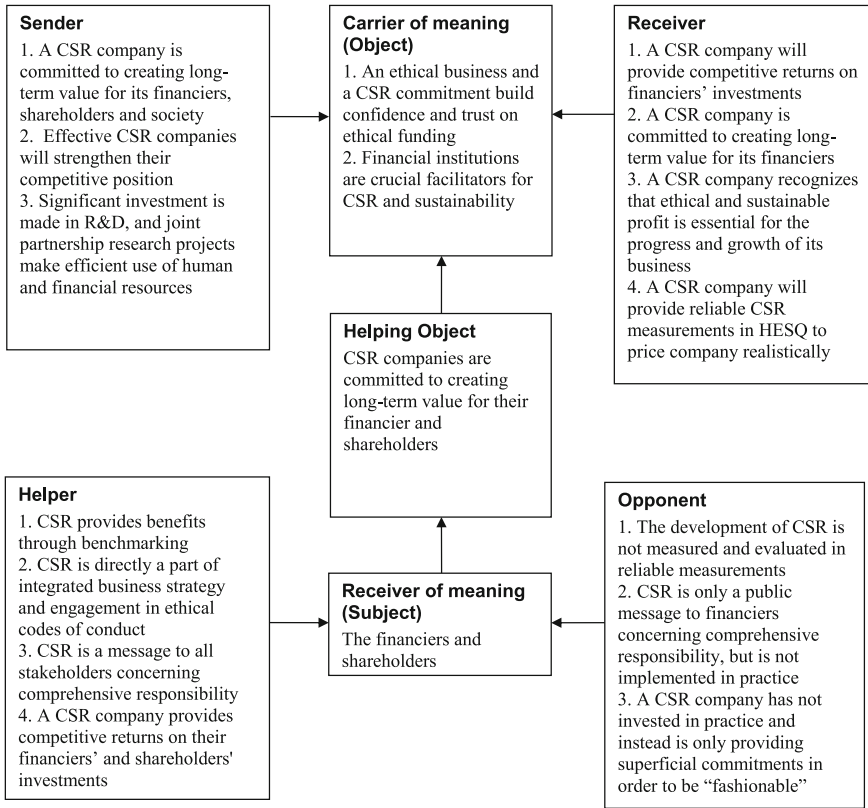 Sender
1. A CSR company is
committed to creating long-
term value for its financiers,
shareholders and society
2. Effective CSR companies
will strengthen their
competitive position
3. Significant investment is
made in R&D, and joint
partnership research projects
make efficient use of human
and financial resources
Carrier of meaning
(Object)
1. An ethical business and
a CSR commitment build
confidence and trust on
ethical funding
2. Financial institutions
are crucial facilitators for
CSR and sustainability
Receiver
1. A CSR company will
provide competitive returns on
financiers' investments
2. A CSR company is
committed to creating long-
term value for its financiers
3. A CSR company recognizes
that ethical and sustainable
profit is essential for the
progress and growth of its
business
4. A CSR company will
provide reliable CSR
measurements in HESQ to
price company realistically
Helping Object
CSR companies are
committed to creating
long-term value for their
financier and
shareholders
Helper
1. CSR provides benefits
through benchmarking
2. CSR is directly a part of
integrated business strategy
and engagement in ethical
codes of conduct
3. CSR is a message to all
stakeholders concerning
comprehensive responsibility
4. A CSR company provides
competitive returns on their
financiers' and shareholders'
investments
Receiver of meaning
(Subject)
The financiers and
shareholders
Opponent
1. The development of CSR is
not measured and evaluated in
reliable measurements
2. CSR is only a public
message to financiers
concerning comprehensive
responsibility, but is not
implemented in practice
3. A CSR company has not
invested in practice and
instead is only providing
superficial commitments in
order to be “fashionable”